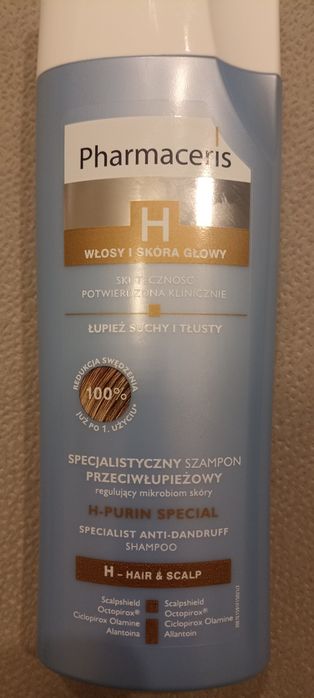 Pharmaceris
H
WŁOSY I SKÓRA GŁOWY
SKUTECZNOŚĆ
POTWIERDZONA KLINICZNIE
ŁUPIEŻ SUCHY I TŁUSTY
REDUKCJA SWĘDZENIA
100%
JUŻ PO 1. UŻYCIU*
SPECJALISTYCZNY SZAMPON
PRZECIWŁUPIEŻOWY
regulujący mikrobiom skóry
H-PURIN SPECIAL
SPECIALIST ANTI-DANDRUFF
SHAMPOO
H – HAIR & SCALP
Scalpshield
Octopirox®
Ciclopirox Olamine
Alantoina
Scalpshield
Octopirox®
Ciclopirox Olamine
Allantoin